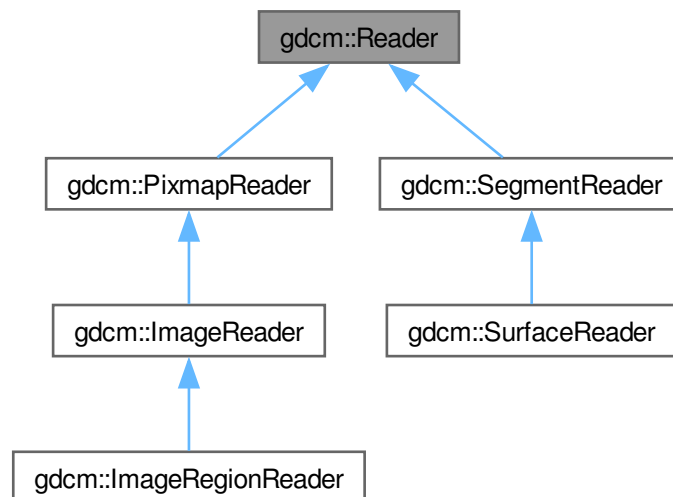 gdcm::Reader
gdcm::PixmapReader
gdcm::SegmentReader
gdcm::ImageReader
gdcm::SurfaceReader
gdcm::ImageRegionReader